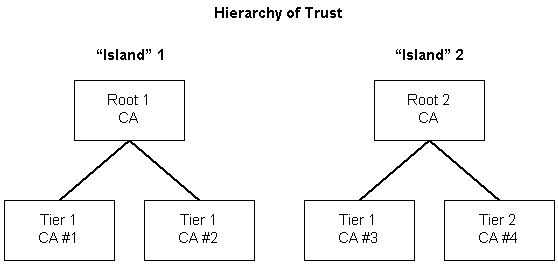 Hierarchy of Trust
“Island” 1
“Island” 2
Root 1
CA
Root 2
CA
Tier 1
CA #1
Tier 1
CA #2
Tier 1
CA #3
Tier 2
CA #4